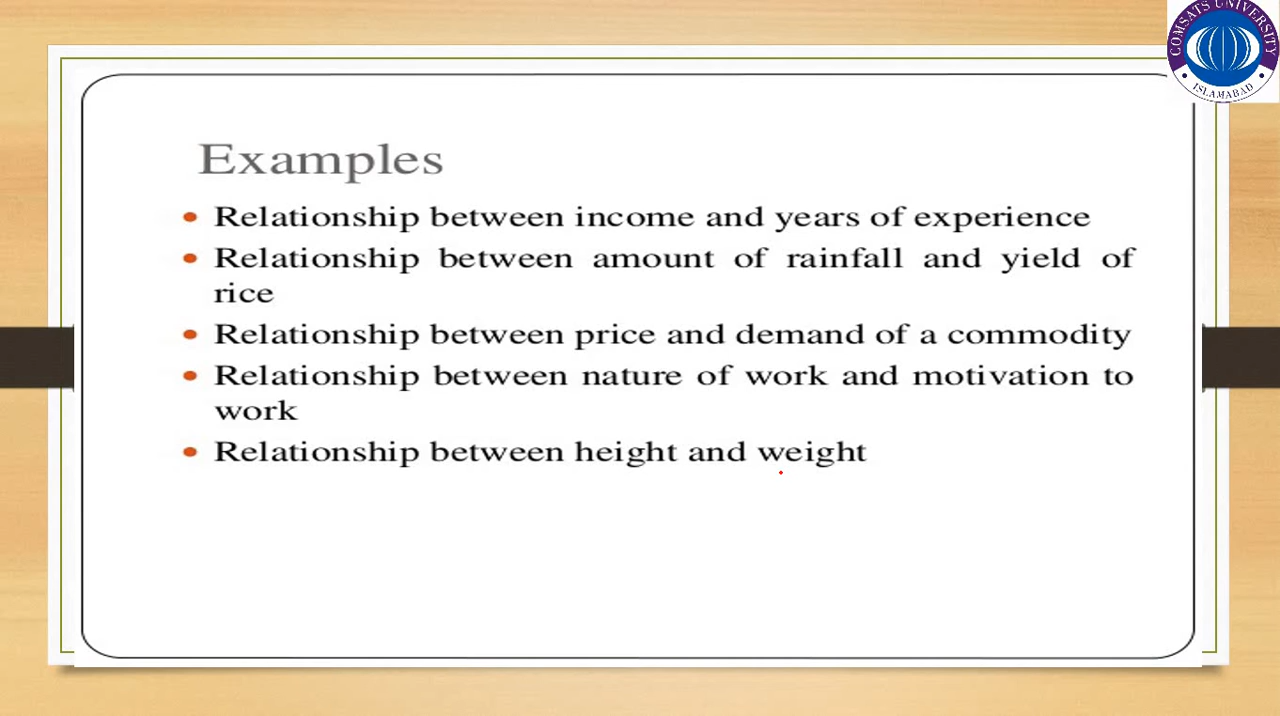 COMSATS UNIVERSITY
ISLAMABAD
Examples
• Relationship between income and years of experience
• Relationship between amount of rainfall and yield of
rice
• Relationship between price and demand of a commodity
• Relationship between nature of work and motivation to
work
• Relationship between height and weight